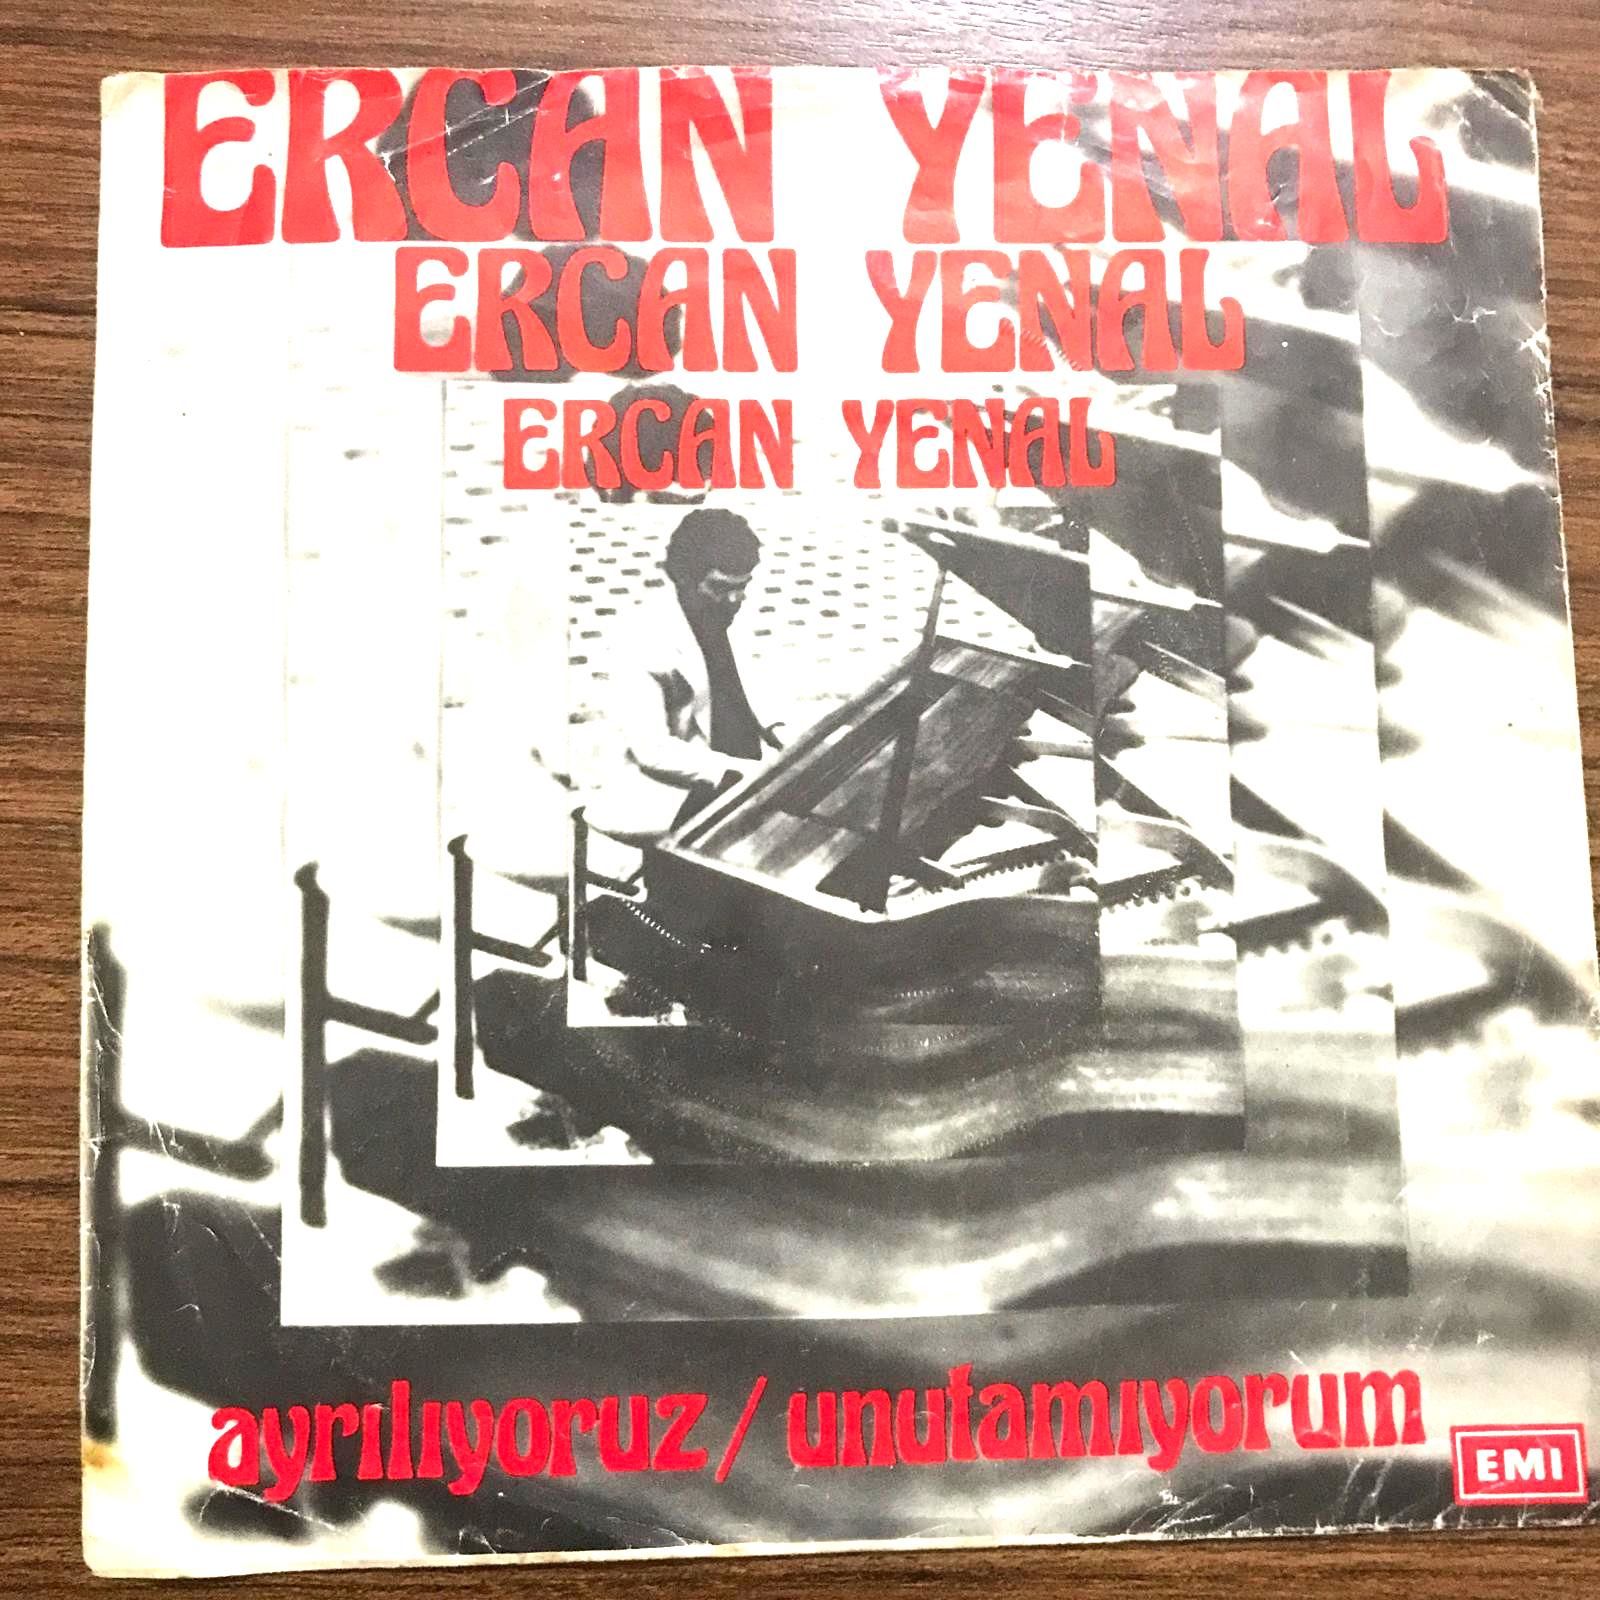 ERCAN YENAL
ERCAN YENAL
ERCAN YENAL
ayrılıyoruz / unutamıyorum
EMI